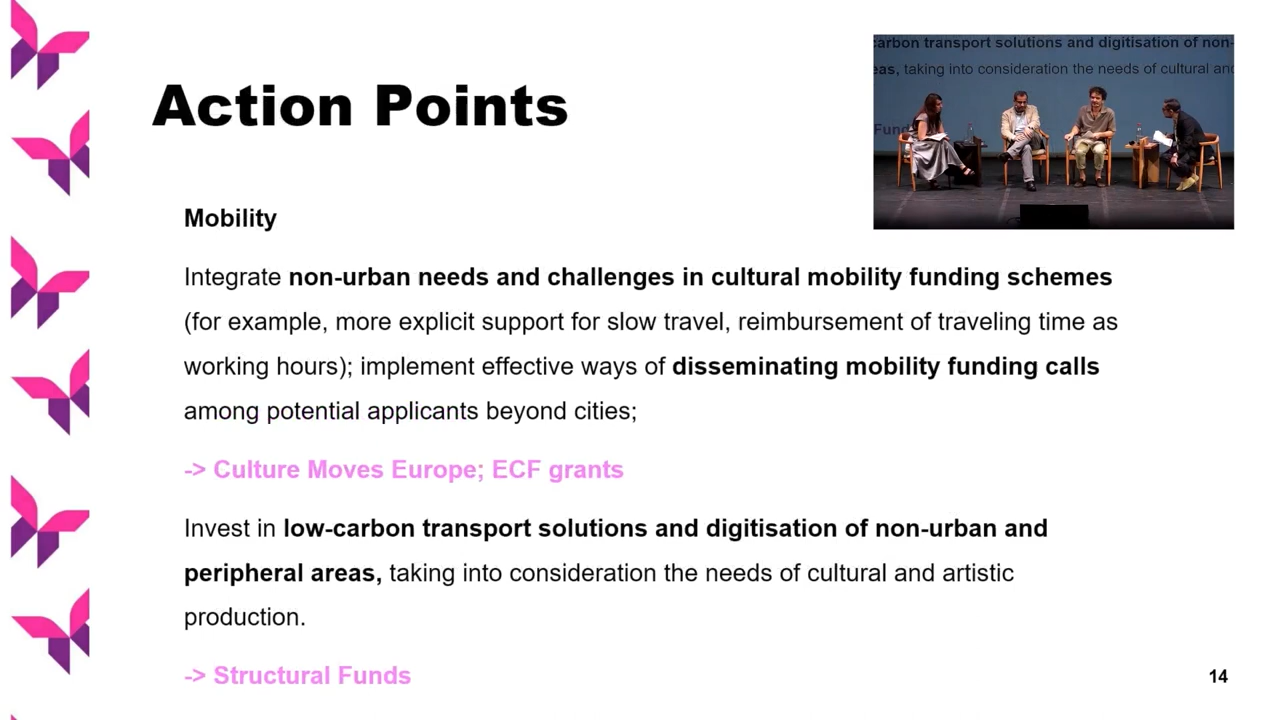 Action Points
carbon transport solutions and digitisation of non-
eas, taking into consideration the needs of cultural and
Fund
Mobility
Integrate non-urban needs and challenges in cultural mobility funding schemes
(for example, more explicit support for slow travel, reimbursement of traveling time as
working hours); implement effective ways of disseminating mobility funding calls
among potential applicants beyond cities;
-> Culture Moves Europe; ECF grants
Invest in low-carbon transport solutions and digitisation of non-urban and
peripheral areas, taking into consideration the needs of cultural and artistic
production.
-> Structural Funds
14